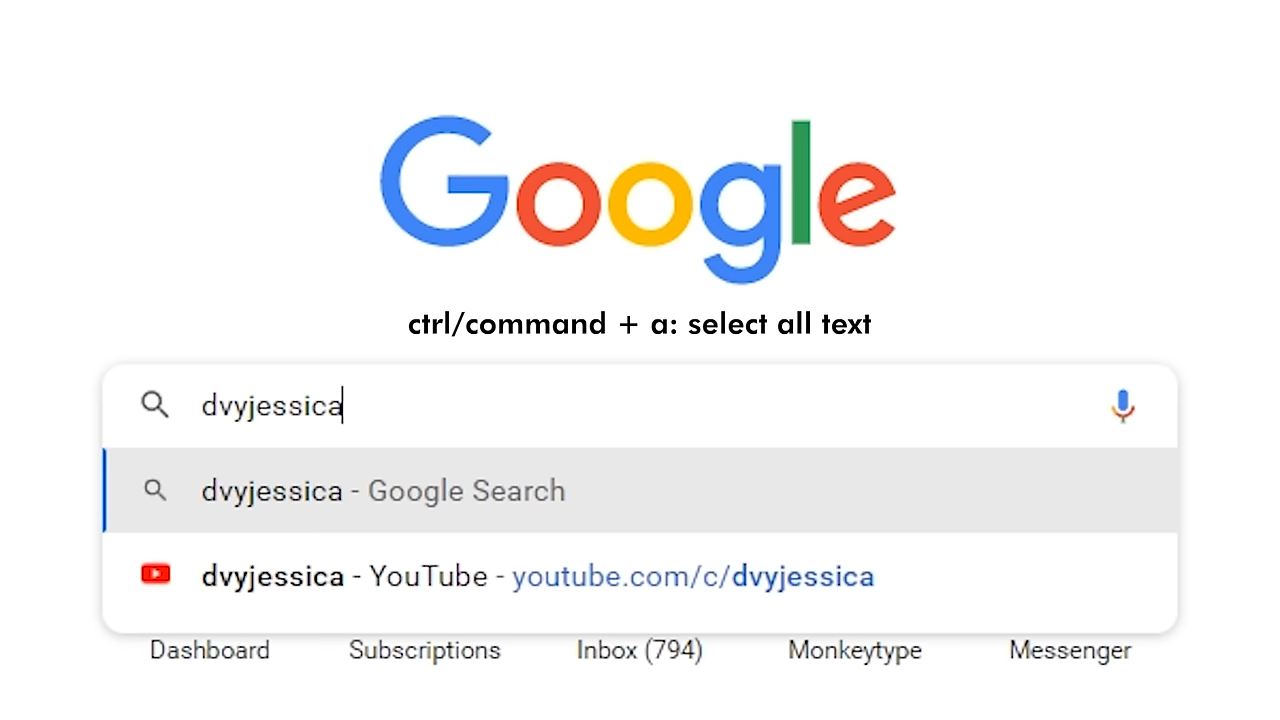 Google
ctrl/command + a: select all text
dvyjessica
dvyjessica - Google Search
dvyjessica - YouTube - youtube.com/c/dvyjessica
Dashboard Subscriptions Inbox (794) Monkeytype Messenger